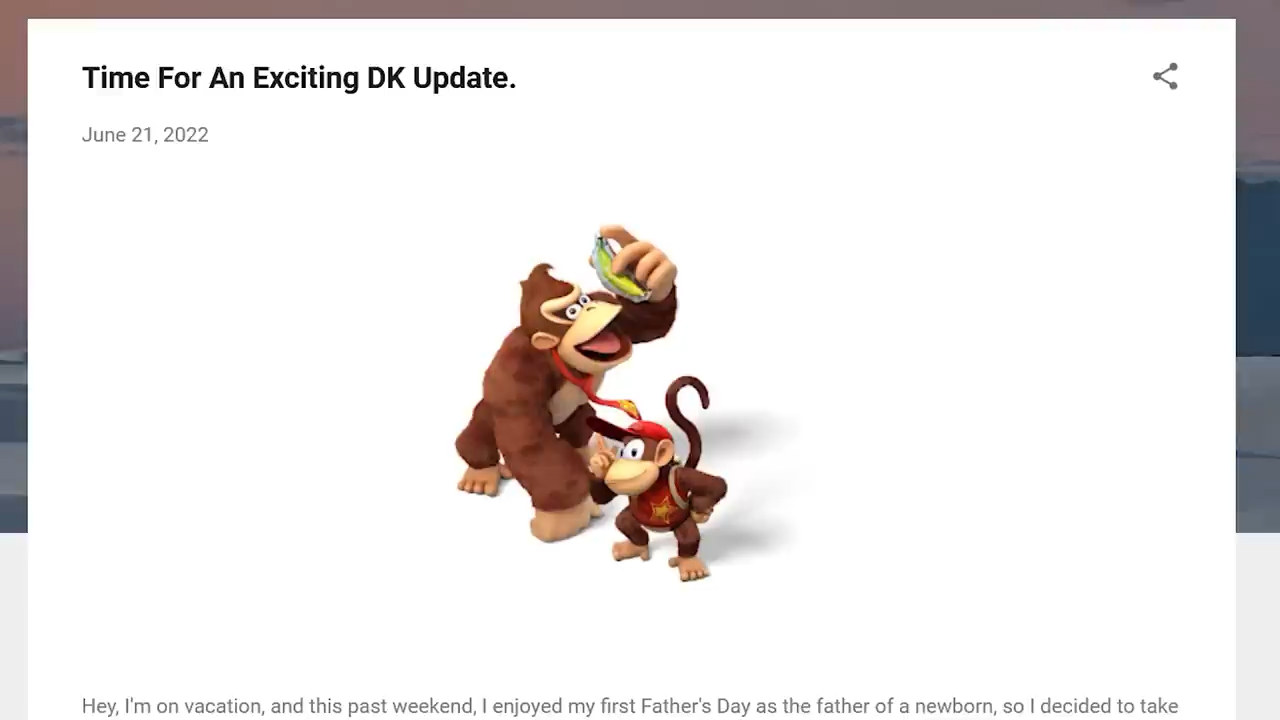 Time For An Exciting DK Update.
June 21, 2022
Hey, I'm on vacation, and this past weekend, I enjoyed my first Father's Day as the father of a newborn, so I decided to take